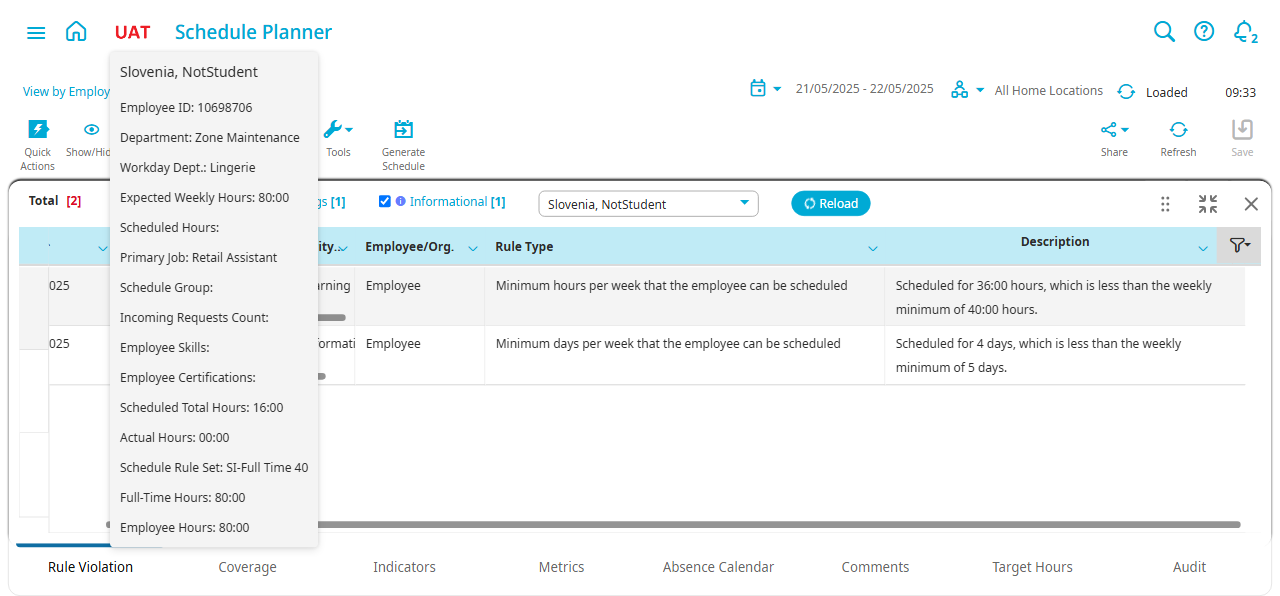 UAT
Schedule Planner
2
Slovenia, NotStudent
View by Emplo
21/05/2025 - 22/05/2025
All Home Locations
Loaded
09:33
Employee ID: 10698706
Department: Zone Maintenance
Workday Dept.: Lingerie
Expected Weekly Hours: 80:00
Scheduled Hours:
Primary Job: Retail Assistant
Schedule Group:
Incoming Requests Count:
Employee Skills:
Employee Certifications:
Scheduled Total Hours: 16:00
Actual Hours: 00:00
Schedule Rule Set: SI-Full Time 40
Full-Time Hours: 80:00
Employee Hours: 80:00
Quick
Actions
Show/Hid
Tools
Generate
Schedule
Share
Refresh
Save
Total [2]
gs [1]
Informational [1]
Slovenia, NotStudent
Reload
ity...
Employee/Org.
Rule Type
Description
025
arning
Employee
Minimum hours per week that the employee can be scheduled
Scheduled for 36:00 hours, which is less than the weekly
minimum of 40:00 hours.
025
formati
Employee
Minimum days per week that the employee can be scheduled
Scheduled for 4 days, which is less than the weekly
minimum of 5 days.
Rule Violation
Coverage
Indicators
Metrics
Absence Calendar
Comments
Target Hours
Audit